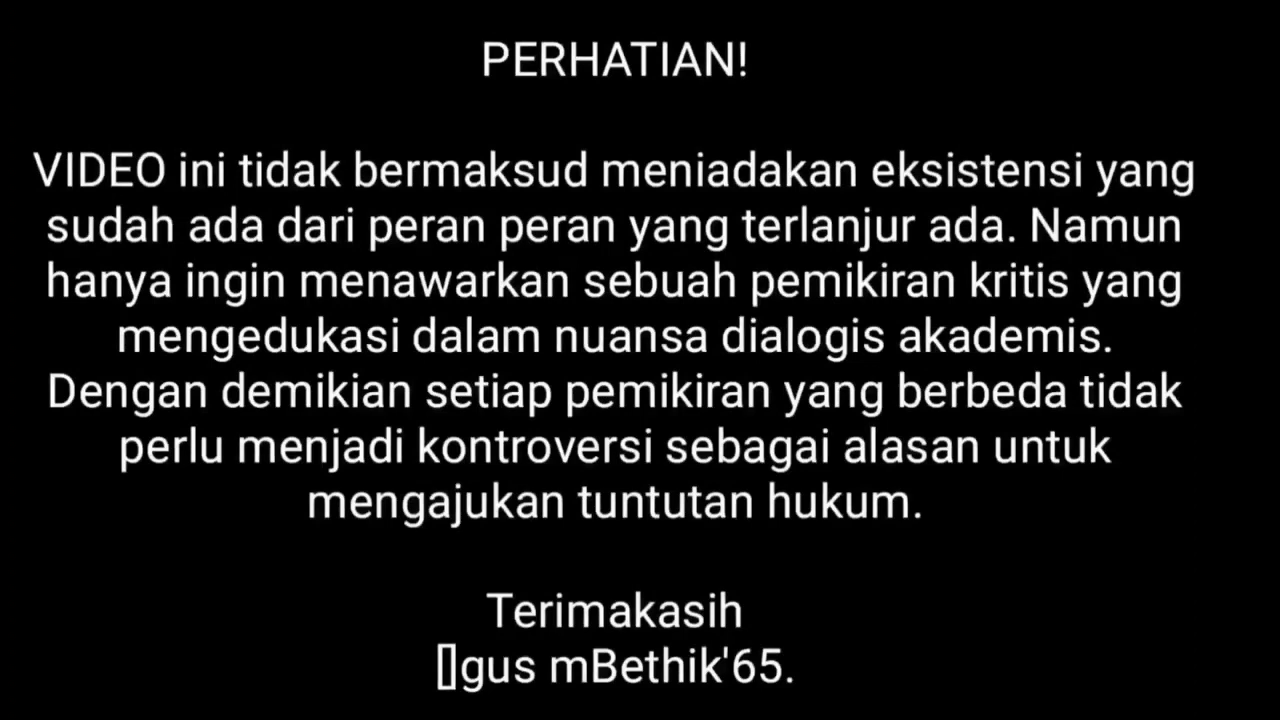 PERHATIAN!
VIDEO ini tidak bermaksud meniadakan eksistensi yang
sudah ada dari peran peran yang terlanjur ada. Namun
hanya ingin menawarkan sebuah pemikiran kritis yang
mengedukasi dalam nuansa dialogis akademis.
Dengan demikian setiap pemikiran yang berbeda tidak
perlu menjadi kontroversi sebagai alasan untuk
mengajukan tuntutan hukum.
Terimakasih
[]gus mBethik'65.